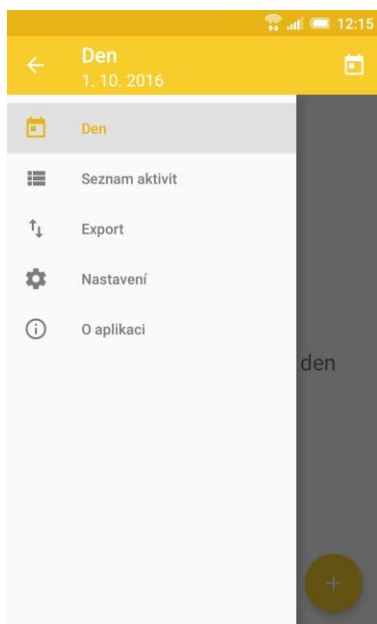 12:15
Den
1. 10. 2016
Den
Seznam aktivit
Export
Nastavení
O aplikaci
den